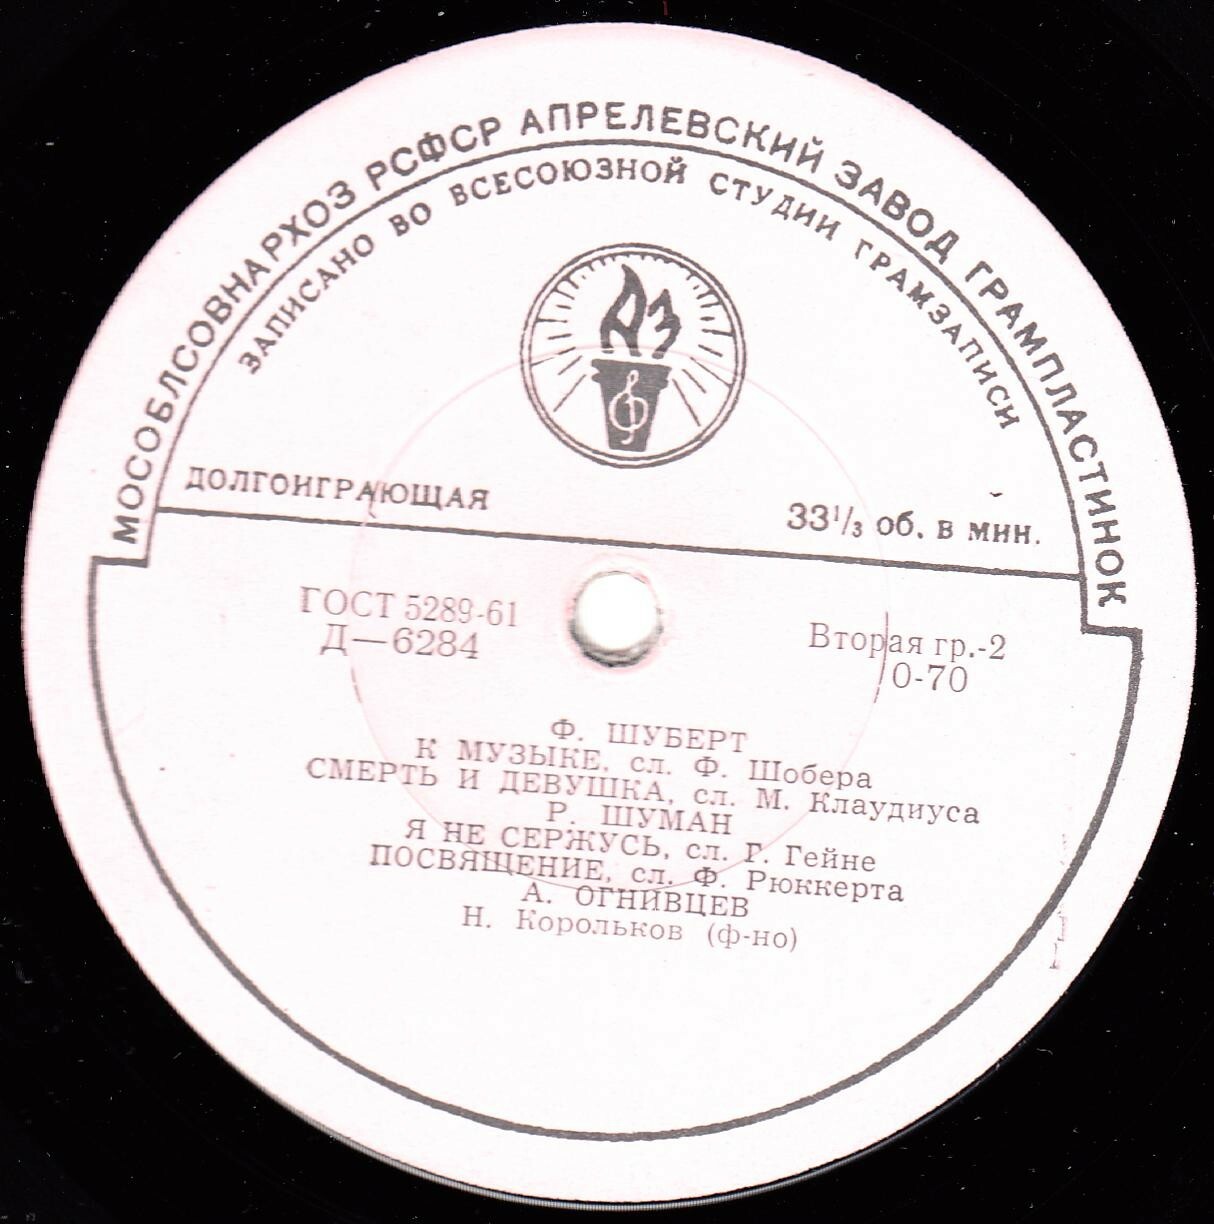 МОСОБЛСОВНАРХОЗ РСФСР АПРЕЛЕВСКИЙ ЗАВОД ГРАМПЛАСТИНОК
ЗАПИСАНО ВО ВСЕСОЮЗНОЙ СТУДИИ ГРАМЗАПИСИ
АЗ
ДОЛГОИГРАЮЩАЯ
33⅓ об. в мин.
ГОСТ 5289-61
Д—6284
Вторая гр.-2
0-70
Ф. ШУБЕРТ
К МУЗЫКЕ, сл. Ф. Шобера
СМЕРТЬ И ДЕВУШКА, сл. М. Клаудиуса
Р. ШУМАН
Я НЕ СЕРЖУСЬ, сл. Г. Гейне
ПОСВЯЩЕНИЕ, сл. Ф. Рюккерта
А. ОГНИВЦЕВ
Н. Корольков (ф-но)